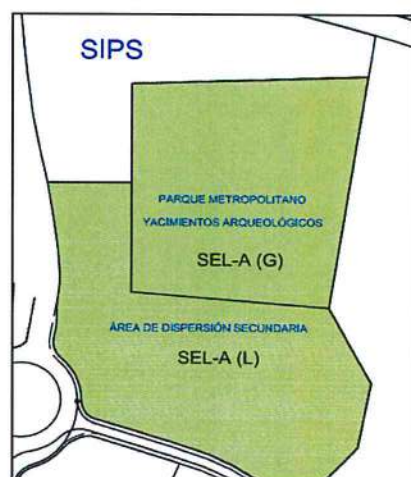 SIPS
PARQUE METROPOLITANO
YACIMIENTOS ARQUEOLÓGICOS
SEL-A (G)
ÁREA DE DISPERSIÓN SECUNDARIA
SEL-A (L)